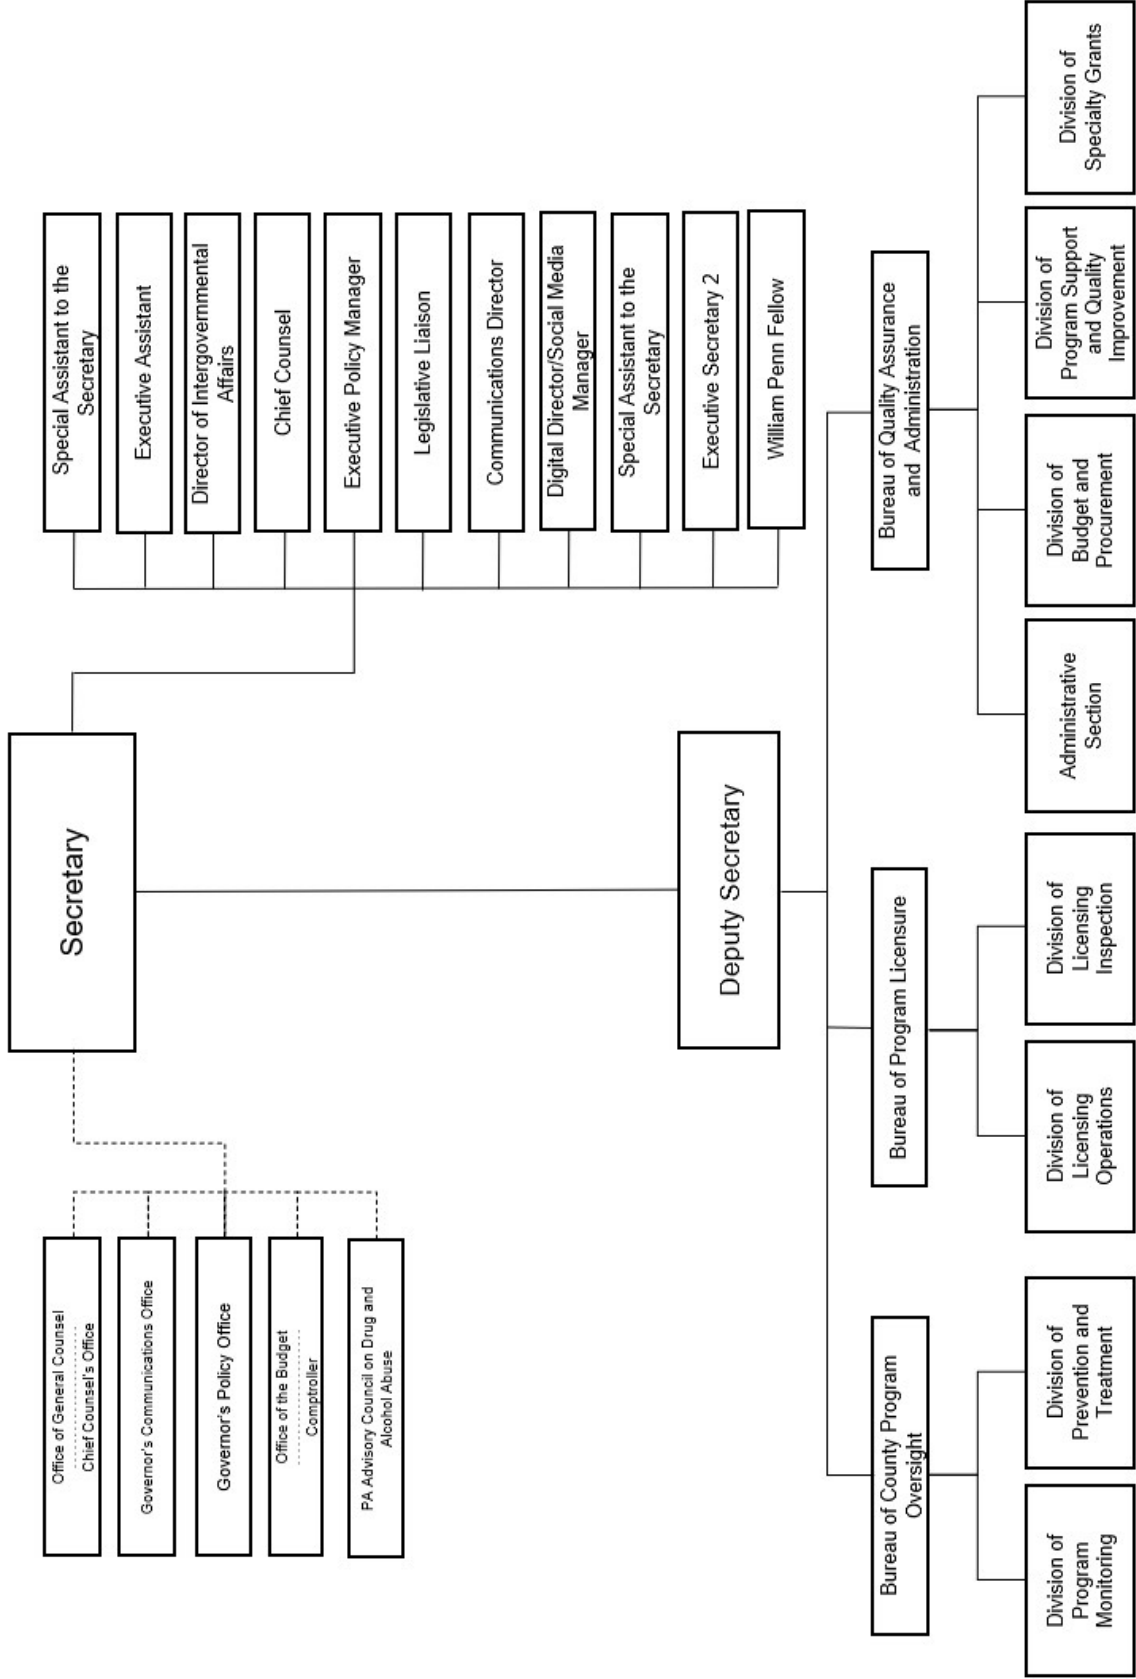 Secretary
Office of General Counsel
Chief Counsel's Office
Governor's Communications Office
Governor's Policy Office
Office of the Budget
Comptroller
PA Advisory Council on Drug and
Alcohol Abuse
Special Assistant to the
Secretary
Executive Assistant
Director of Intergovernmental
Affairs
Chief Counsel
Executive Policy Manager
Legislative Liaison
Communications Director
Digital Director/Social Media
Manager
Special Assistant to the
Secretary
Executive Secretary 2
William Penn Fellow
Deputy Secretary
Bureau of County Program
Oversight
Bureau of Program Licensure
Bureau of Quality Assurance
and Administration
Division of
Program
Monitoring
Division of
Prevention and
Treatment
Division of
Licensing
Operations
Division of
Licensing
Inspection
Administrative
Section
Division of
Budget and
Procurement
Division of
Program Support
and Quality
Improvement
Division of
Specialty Grants